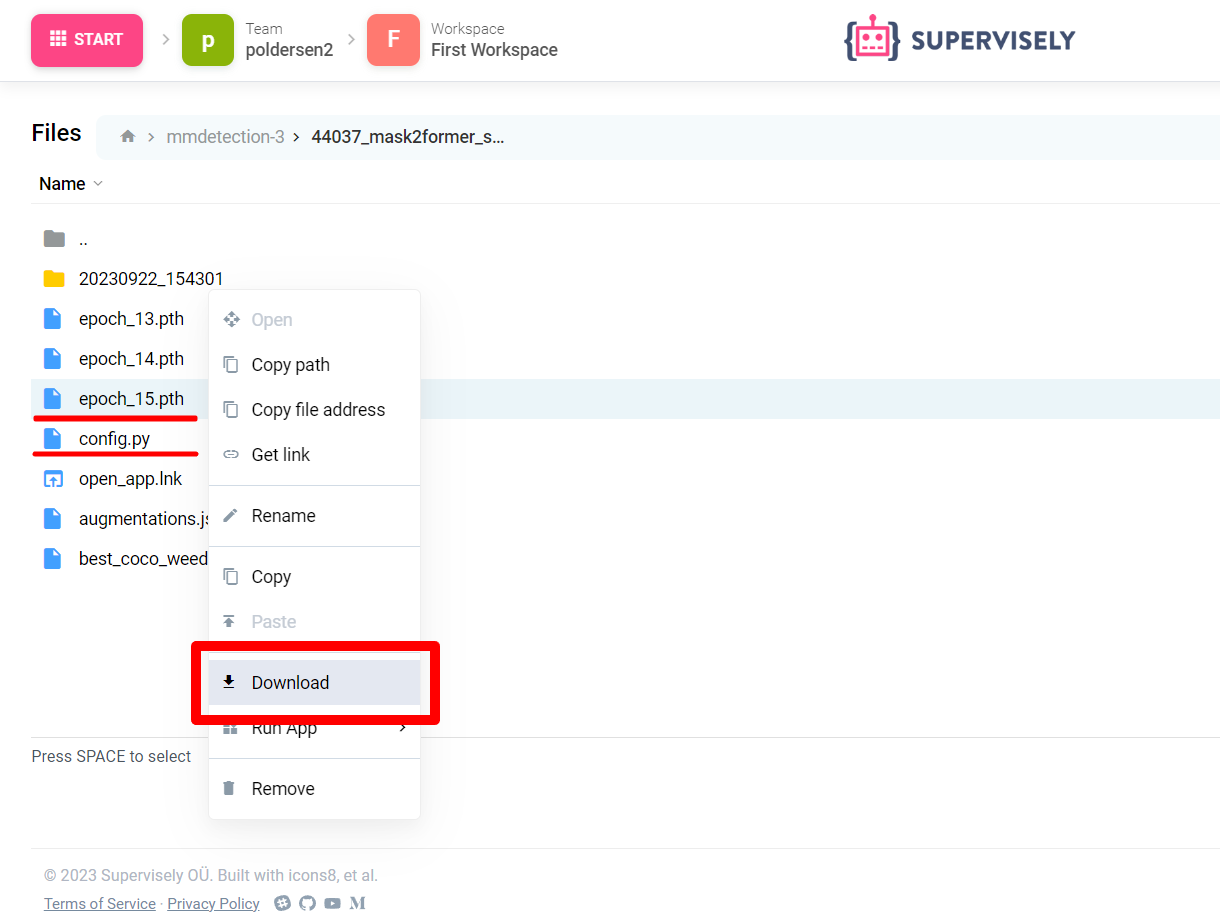 START
p
Team
poldersen2
F
Workspace
First Workspace
SUPERVISELY
Files
mmdetection-3
44037_mask2former_s...
Name
..
20230922_154301
epoch_13.pth
epoch_14.pth
epoch_15.pth
config.py
open_app.lnk
augmentations.js
best_coco_weed
Open
Copy path
Copy file address
Get link
Rename
Copy
Paste
Download
Run App
Remove
Press SPACE to select
© 2023 Supervisely OÜ. Built with icons8, et al.
Terms of Service · Privacy Policy